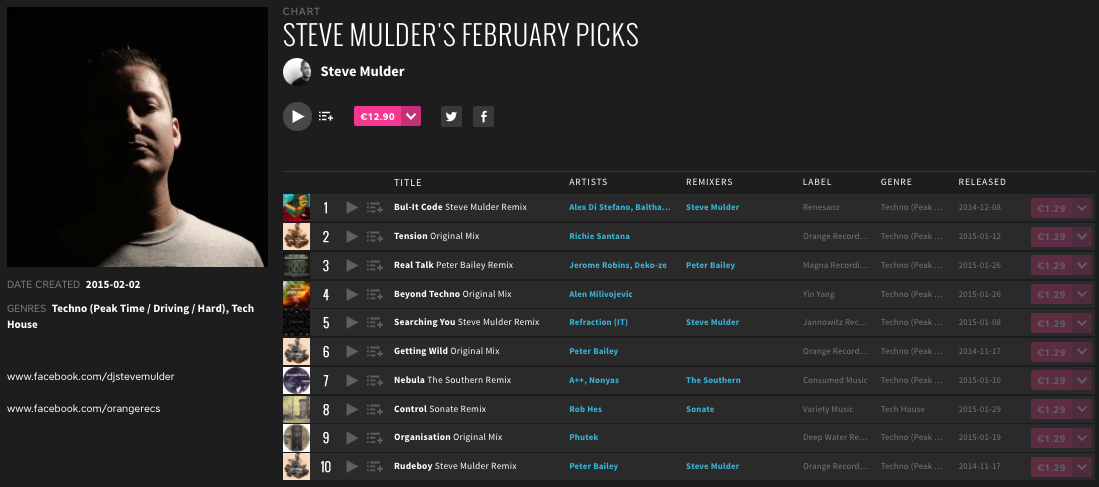 CHART
STEVE MULDER'S FEBRUARY PICKS
Steve Mulder
€12.90
DATE CREATED 2015-02-02
GENRES Techno (Peak Time / Driving / Hard), Tech
House
www.facebook.com/djstevemulder
www.facebook.com/orangerecs
TITLE ARTISTS REMIXERS LABEL GENRE RELEASED
1 Bul-It Code Steve Mulder Remix Alex Di Stefano, Baltha... Steve Mulder Renesanz Techno (Peak ... 2014-12-08 €1.29
2 Tension Original Mix Richie Santana Orange Record... Techno (Peak ... 2015-01-12 €1.29
3 Real Talk Peter Bailey Remix Jerome Robins, Deko-ze Peter Bailey Magna Recordi... Techno (Peak ... 2015-01-26 €1.29
4 Beyond Techno Original Mix Alen Milivojevic Yin Yang Techno (Peak ... 2015-01-26 €1.29
5 Searching You Steve Mulder Remix Refraction (IT) Steve Mulder Jannowitz Rec... Techno (Peak ... 2015-01-08 €1.29
6 Getting Wild Original Mix Peter Bailey Orange Record... Techno (Peak ... 2014-11-17 €1.29
7 Nebula The Southern Remix A++, Nonyas The Southern Consumed Music Techno (Peak ... 2015-01-10 €1.29
8 Control Sonate Remix Rob Hes Sonate Variety Music Tech House 2015-01-29 €1.29
9 Organisation Original Mix Phutek Deep Water Re... Techno (Peak ... 2015-01-19 €1.29
10 Rudeboy Steve Mulder Remix Peter Bailey Steve Mulder Orange Record... Techno (Peak ... 2014-11-17 €1.29